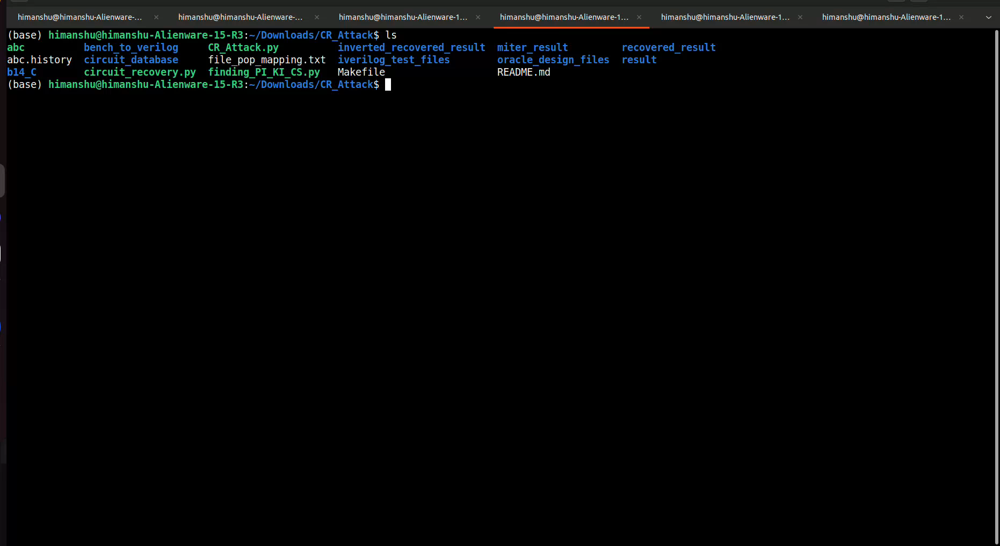 himanshu@himanshu-Alienware-... × himanshu@himanshu-Alienware-... × himanshu@himanshu-Alienware-1... × himanshu@himanshu-Alienware-1... × himanshu@himanshu-Alienware-1... × himanshu@himanshu-Alienware-1... ×
(base) himanshu@himanshu-Alienware-15-R3:~/Downloads/CR_Attack$ ls
abc bench_to_verilog CR_Attack.py inverted_recovered_result miter_result recovered_result
abc.history circuit_database file_pop_mapping.txt iverilog_test_files oracle_design_files result
b14_C circuit_recovery.py finding_PI_KI_CS.py Makefile README.md
(base) himanshu@himanshu-Alienware-15-R3:~/Downloads/CR_Attack$